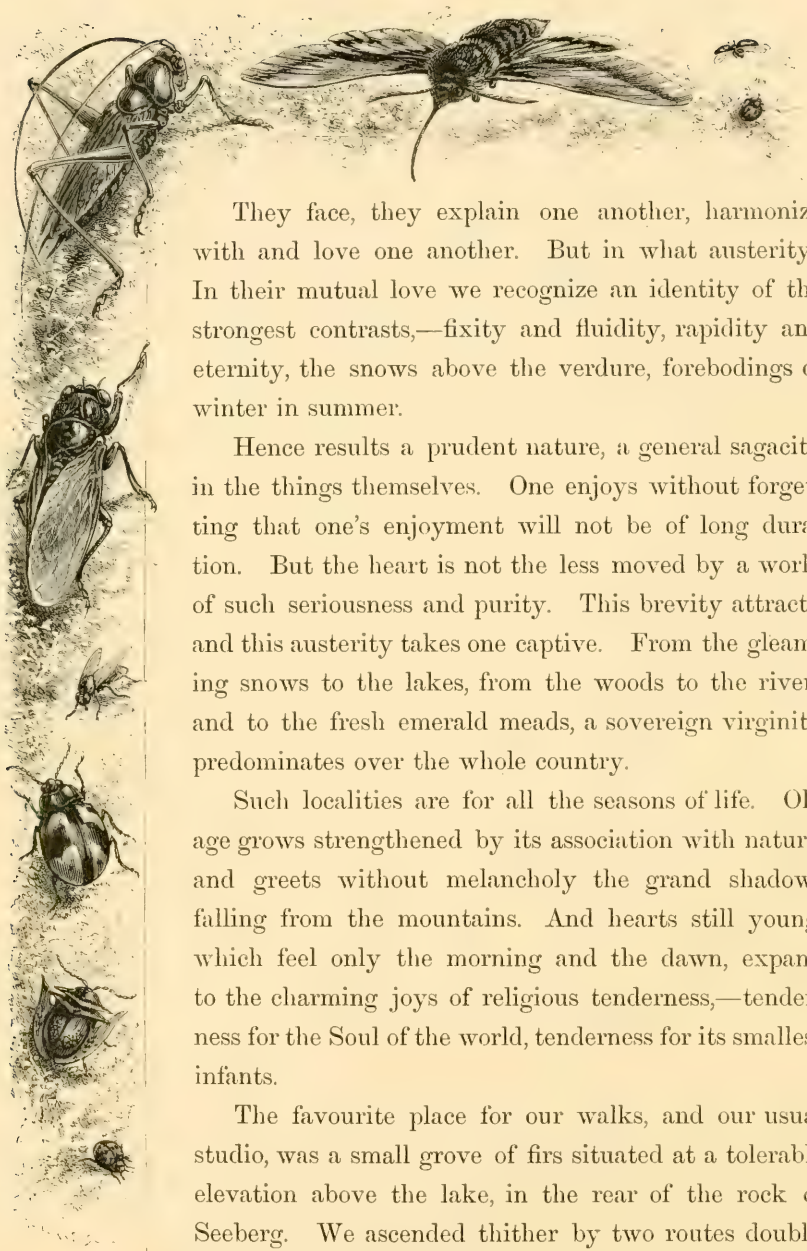 They face, they explain one another, harmoniz
with and love one another. But in what austerity
In their mutual love we recognize an identity of th
strongest contrasts,—fixity and fluidity, rapidity an
eternity, the snows above the verdure, forebodings
winter in summer.
Hence results a prudent nature, a general sagacit
in the things themselves. One enjoys without forge
ting that one's enjoyment will not be of long dura
tion. But the heart is not the less moved by a worl
of such seriousness and purity. This brevity attract
and this austerity takes one captive. From the gleam
ing snows to the lakes, from the woods to the river
and to the fresh emerald meads, a sovereign virginit
predominates over the whole country.
Such localities are for all the seasons of life. Ol
age grows strengthened by its association with natur
and greets without melancholy the grand shadow
falling from the mountains. And hearts still young
which feel only the morning and the dawn, expan
to the charming joys of religious tenderness,—tender
ness for the Soul of the world, tenderness for its smalles
infants.
The favourite place for our walks, and our usua
studio, was a small grove of firs situated at a tolerabl
elevation above the lake, in the rear of the rock
Seeberg. We ascended thither by two routes doubl